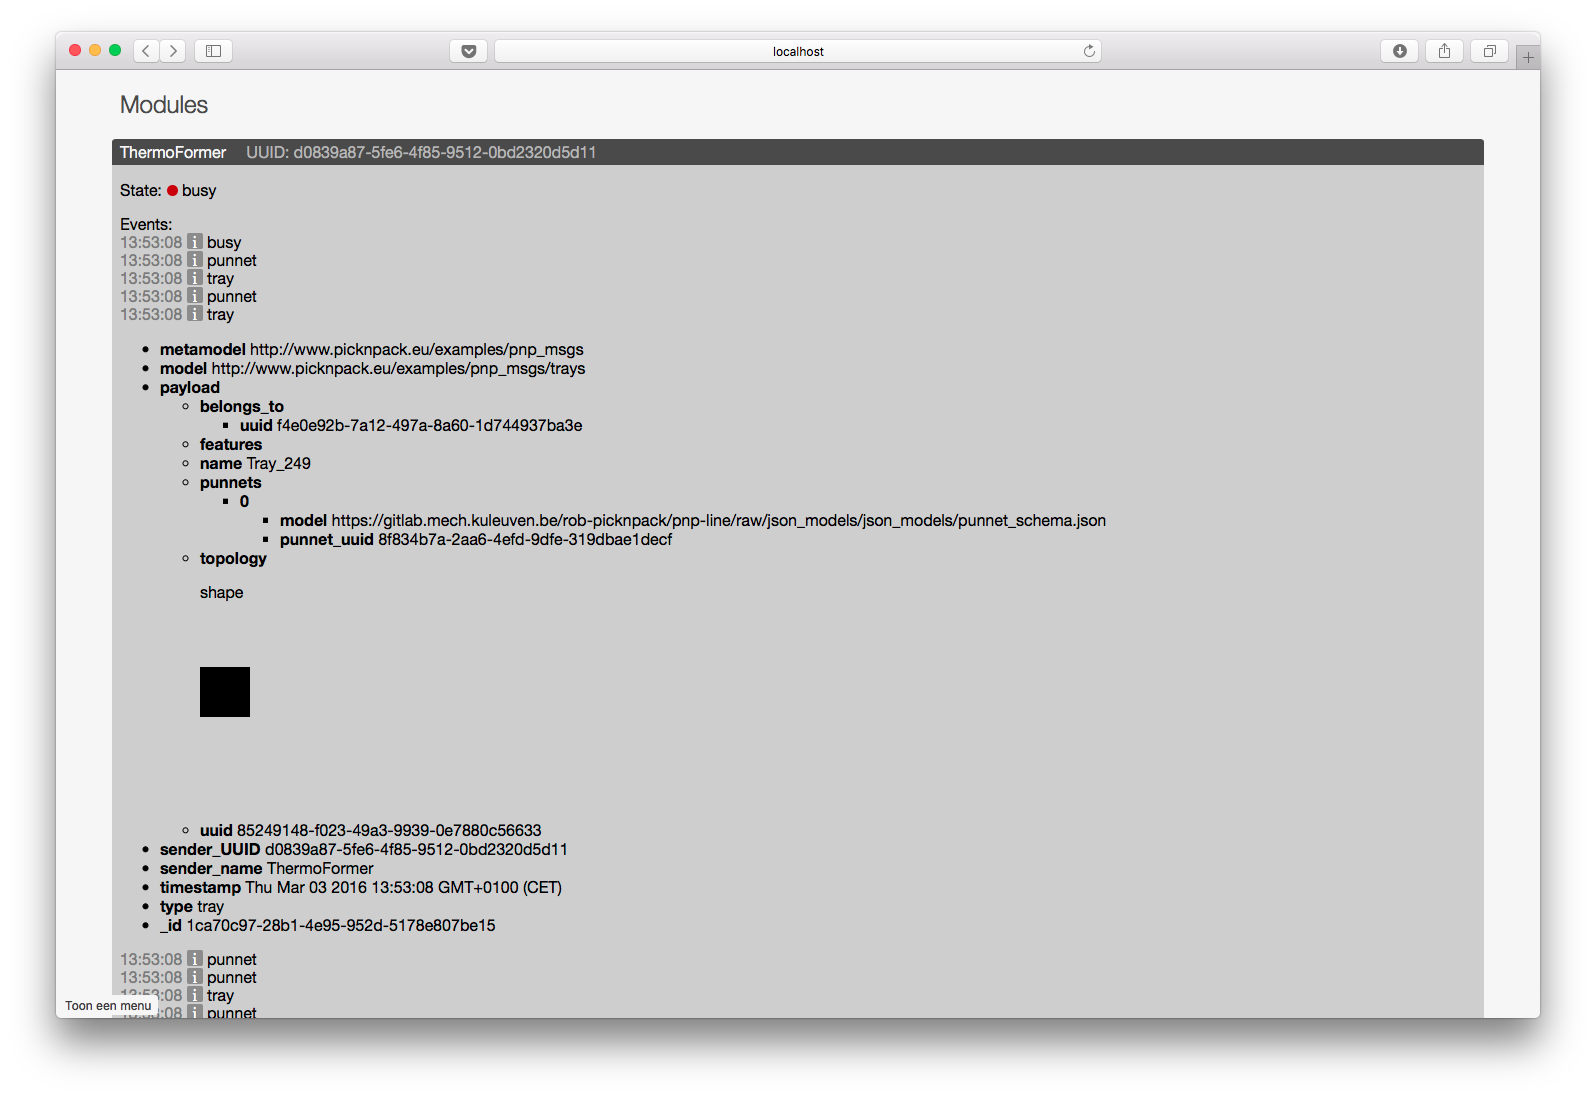 localhost
Modules
ThermoFormer UUID: d0839a87-5fe6-4f85-9512-0bd2320d5d11
State: busy
Events:
13:53:08 i busy
13:53:08 i punnet
13:53:08 i tray
13:53:08 i punnet
13:53:08 i tray
metamodel http://www.picknpack.eu/examples/pnp_msgs
model http://www.picknpack.eu/examples/pnp_msgs/trays
payload
belongs_to
uuid f4e0e92b-7a12-497a-8a60-1d744937ba3e
features
name Tray_249
punnets
0
model https://gitlab.mech.kuleuven.be/rob-picknpack/pnp-line/raw/json_models/json_models/punnet_schema.json
punnet_uuid 8f834b7a-2aa6-4efd-9dfe-319dbae1decf
topology
shape
uuid 85249148-f023-49a3-9939-0e7880c56633
sender_UUID d0839a87-5fe6-4f85-9512-0bd2320d5d11
sender_name ThermoFormer
timestamp Thu Mar 03 2016 13:53:08 GMT+0100 (CET)
type tray
_id 1ca70c97-28b1-4e95-952d-5178e807be15
13:53:08 i punnet
13:53:08 i punnet
13:53:08 i tray
13:53:08 i punnet
Toon een menu